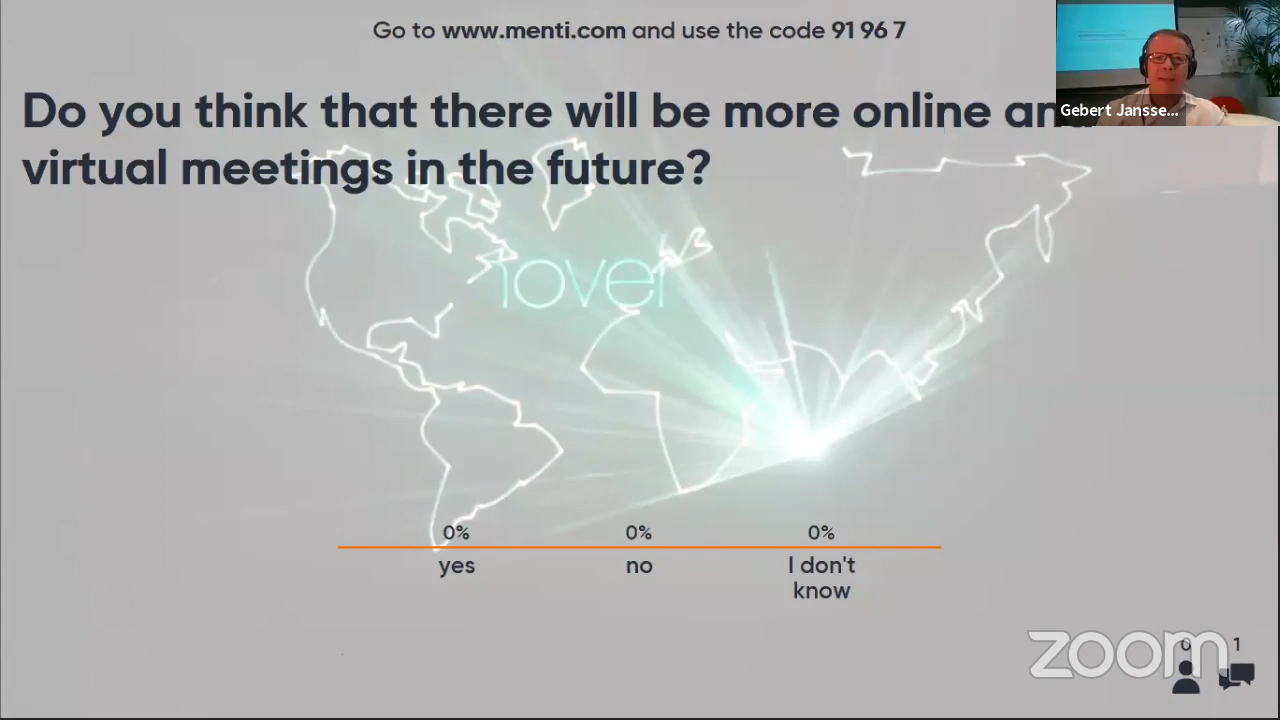 Go to www.menti.com and use the code 91 96 7
Do you think that there will be more online and
virtual meetings in the future?
Gebert Jansse...
nover
0%
0%
0%
yes
no
I don't
know
zoom
0
1